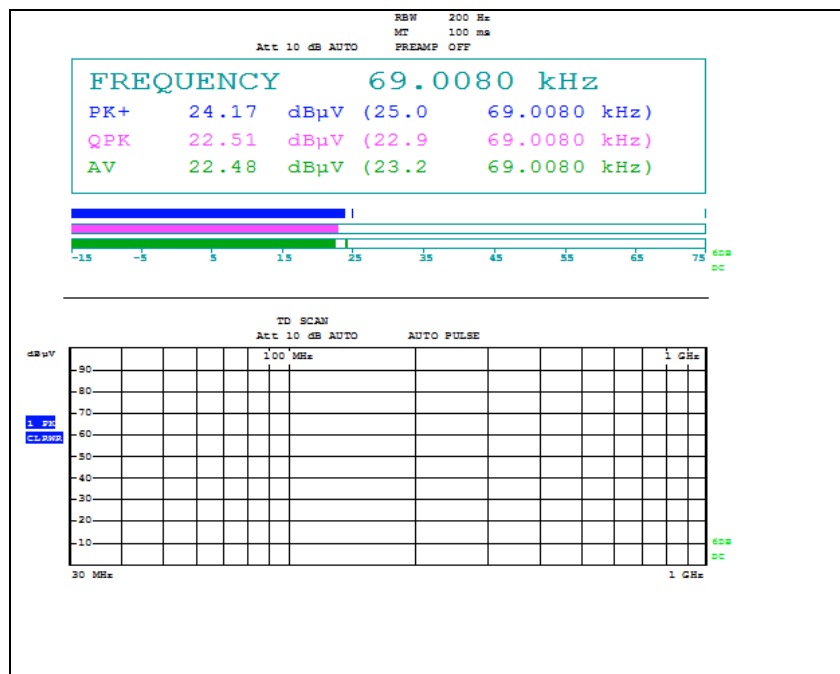 RBW 200 Hz
MT 100 ms
Att 10 dB AUTO PREAMP OFF
FREQUENCY 69.0080 kHz
PK+ 24.17 dBµV (25.0 69.0080 kHz)
QPK 22.51 dBµV (22.9 69.0080 kHz)
AV 22.48 dBµV (23.2 69.0080 kHz)
-15 -5 5 15 25 35 45 55 65 75
6DB
DC
TD SCAN
Att 10 dB AUTO AUTO PULSE
dBµV
100 MHz 1 GHz
90
80
70
1 PK
CLRWR
60
50
40
30
20
10
6DB
DC
30 MHz 1 GHz